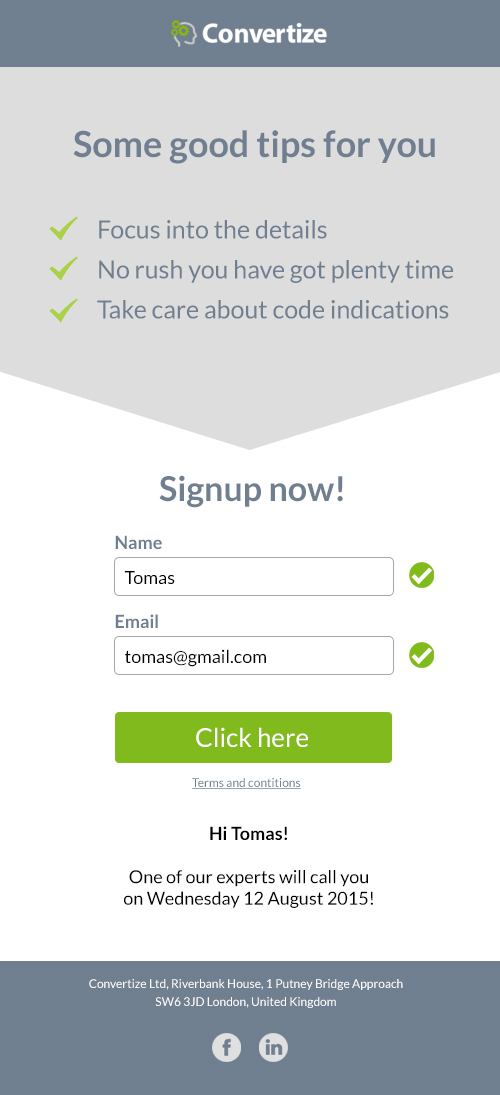 Convertize
Some good tips for you
Focus into the details
No rush you have got plenty time
Take care about code indications
Signup now!
Name
Tomas
Email
tomas@gmail.com
Click here
Terms and contitions
Hi Tomas!
One of our experts will call you
on Wednesday 12 August 2015!
Convertize Ltd, Riverbank House, 1 Putney Bridge Approach
SW6 3JD London, United Kingdom
f in